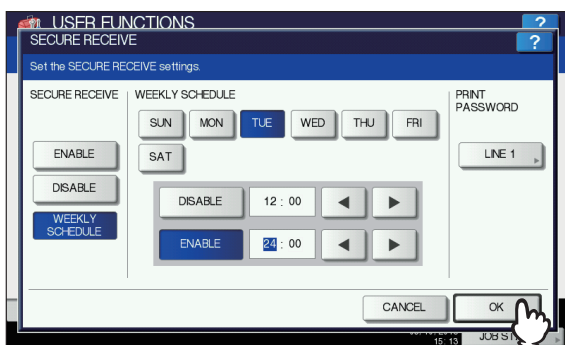 USER FUNCTIONS
?
SECURE RECEIVE
?
Set the SECURE RECEIVE settings.
SECURE RECEIVE
WEEKLY SCHEDULE
PRINT
PASSWORD
SUN MON TUE WED THU FRI
SAT
ENABLE
DISABLE
WEEKLY
SCHEDULE
DISABLE 12 : 00
ENABLE 24 : 00
LINE 1
CANCEL OK
15: 13